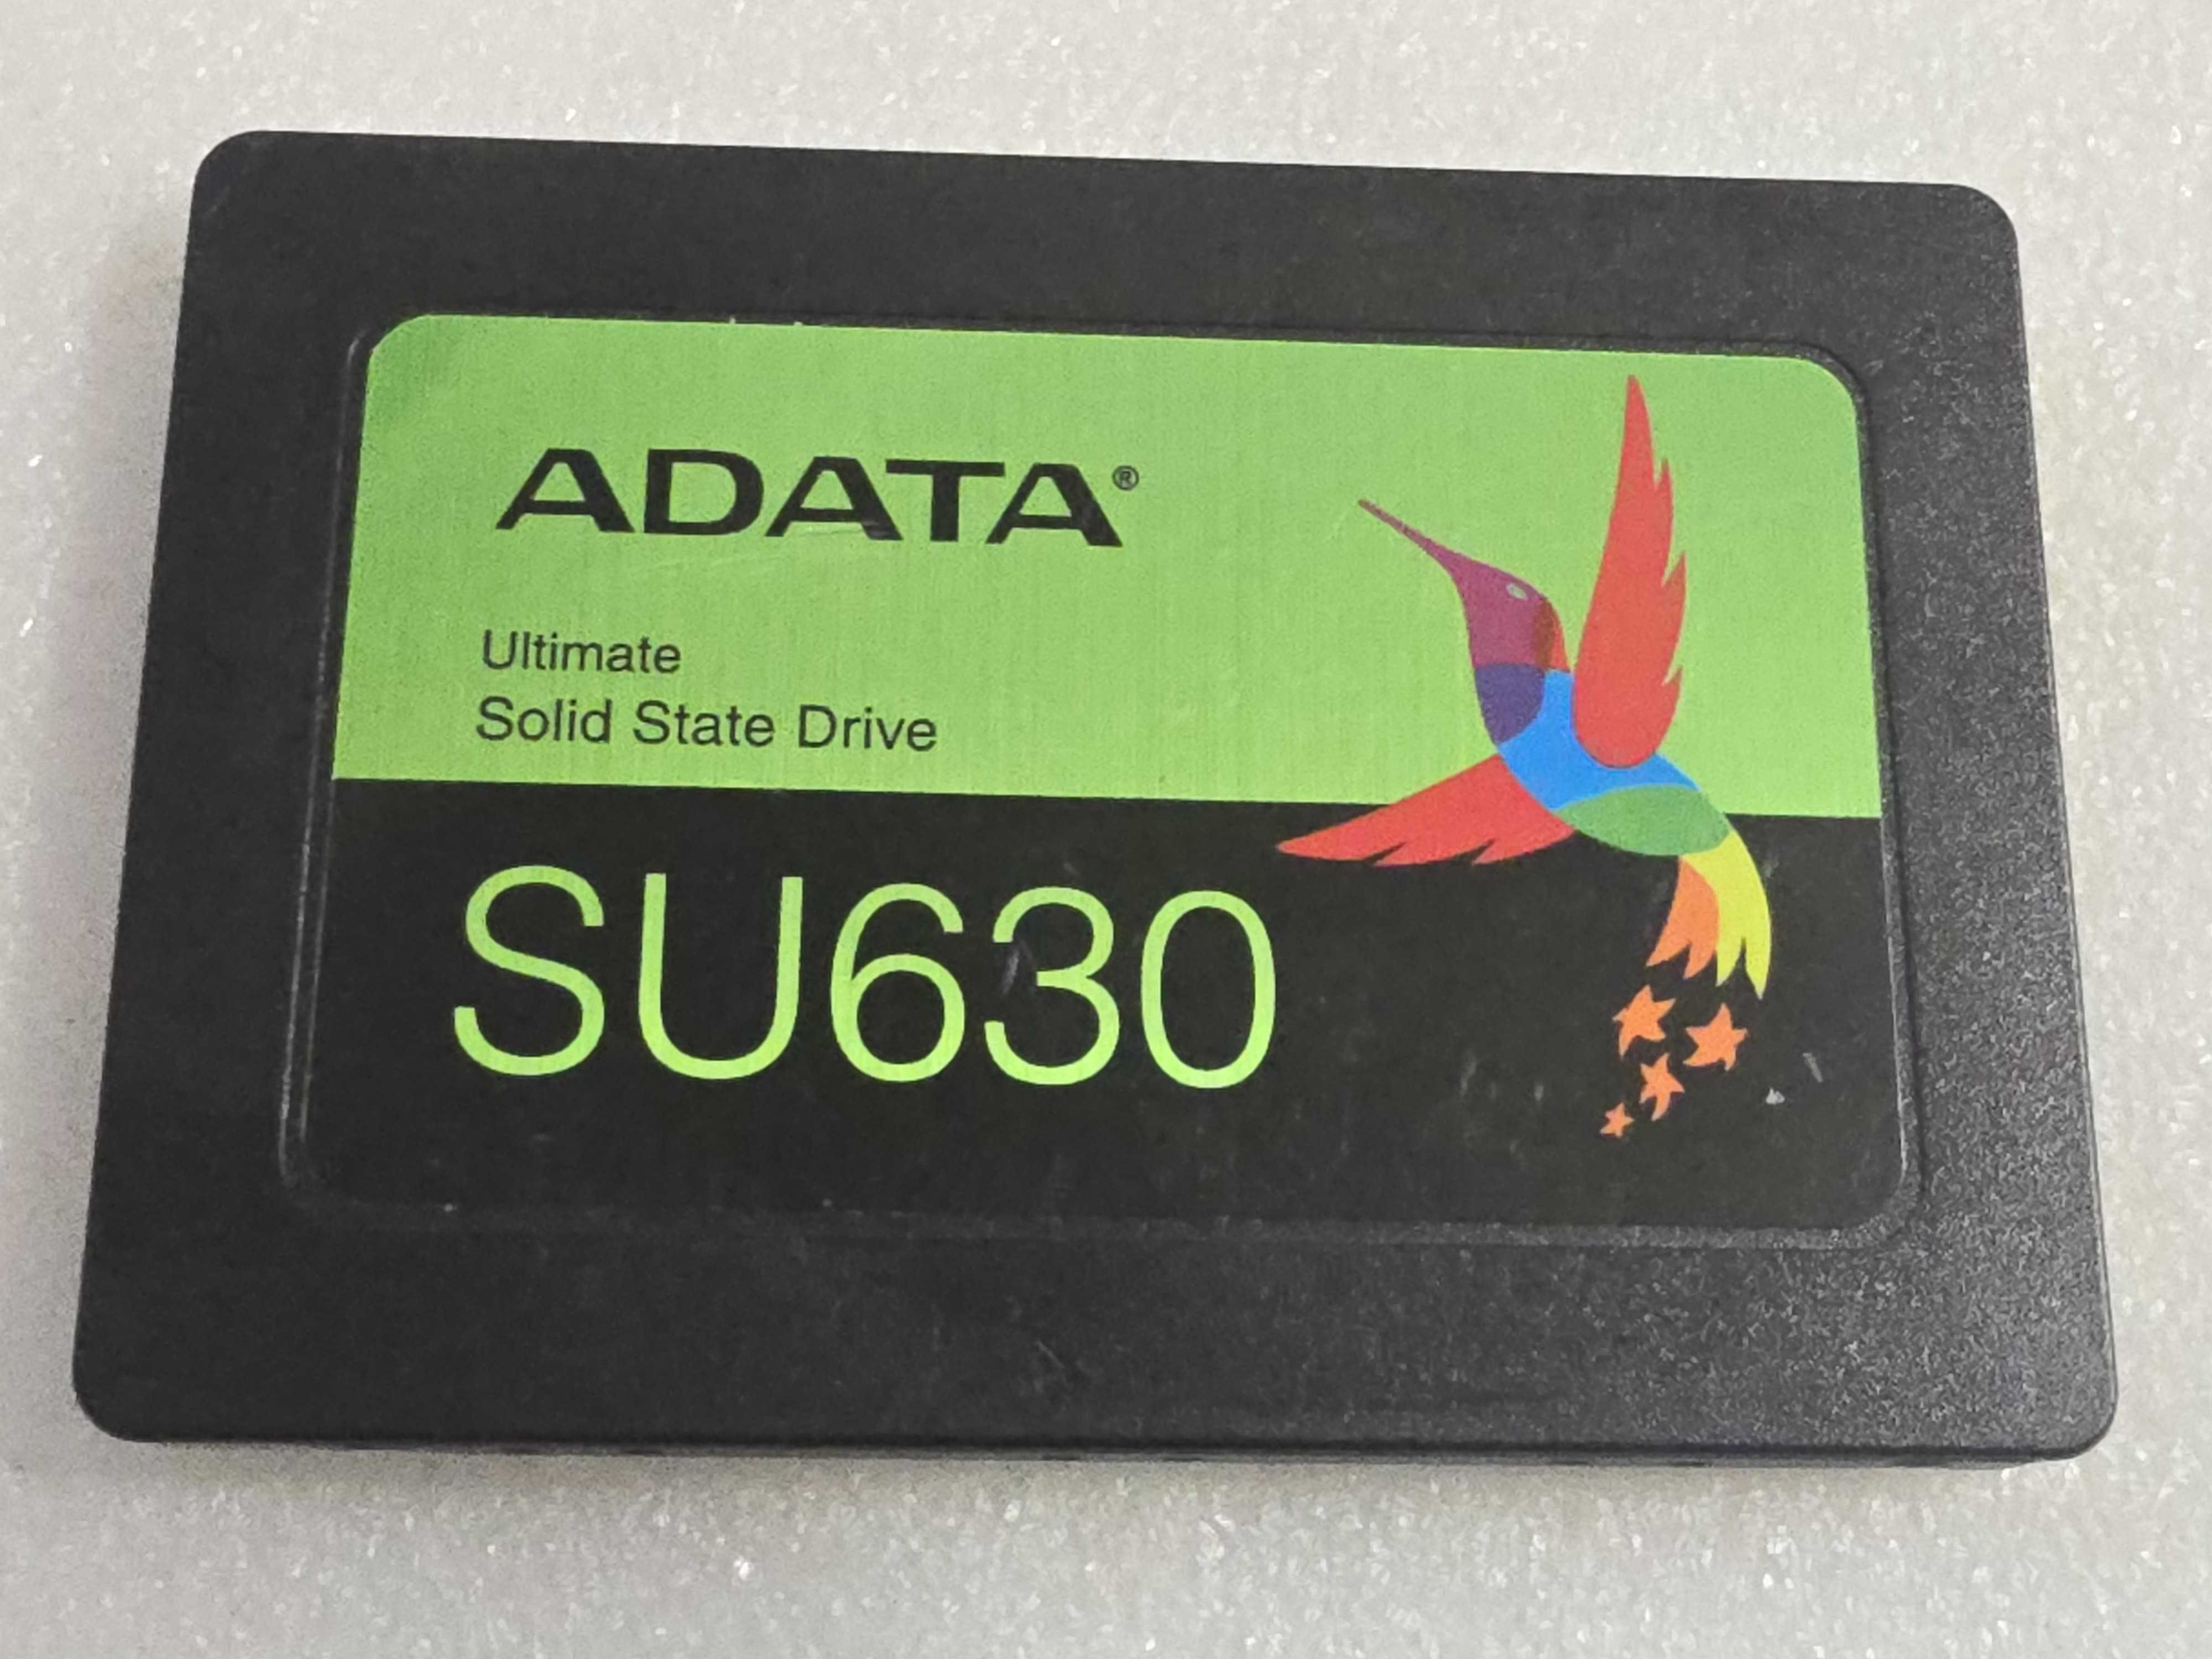 ADATA®
Ultimate
Solid State Drive
SU630